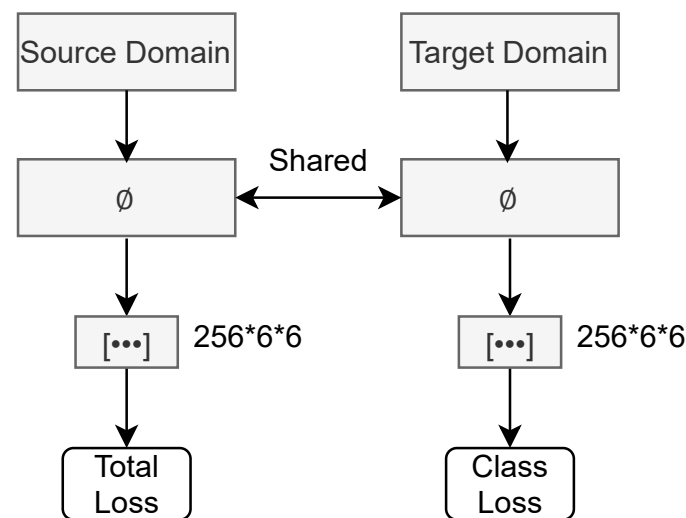 Source Domain
Target Domain
Shared
∅
∅
[•••]
256*6*6
[•••]
256*6*6
Total
Loss
Class
Loss